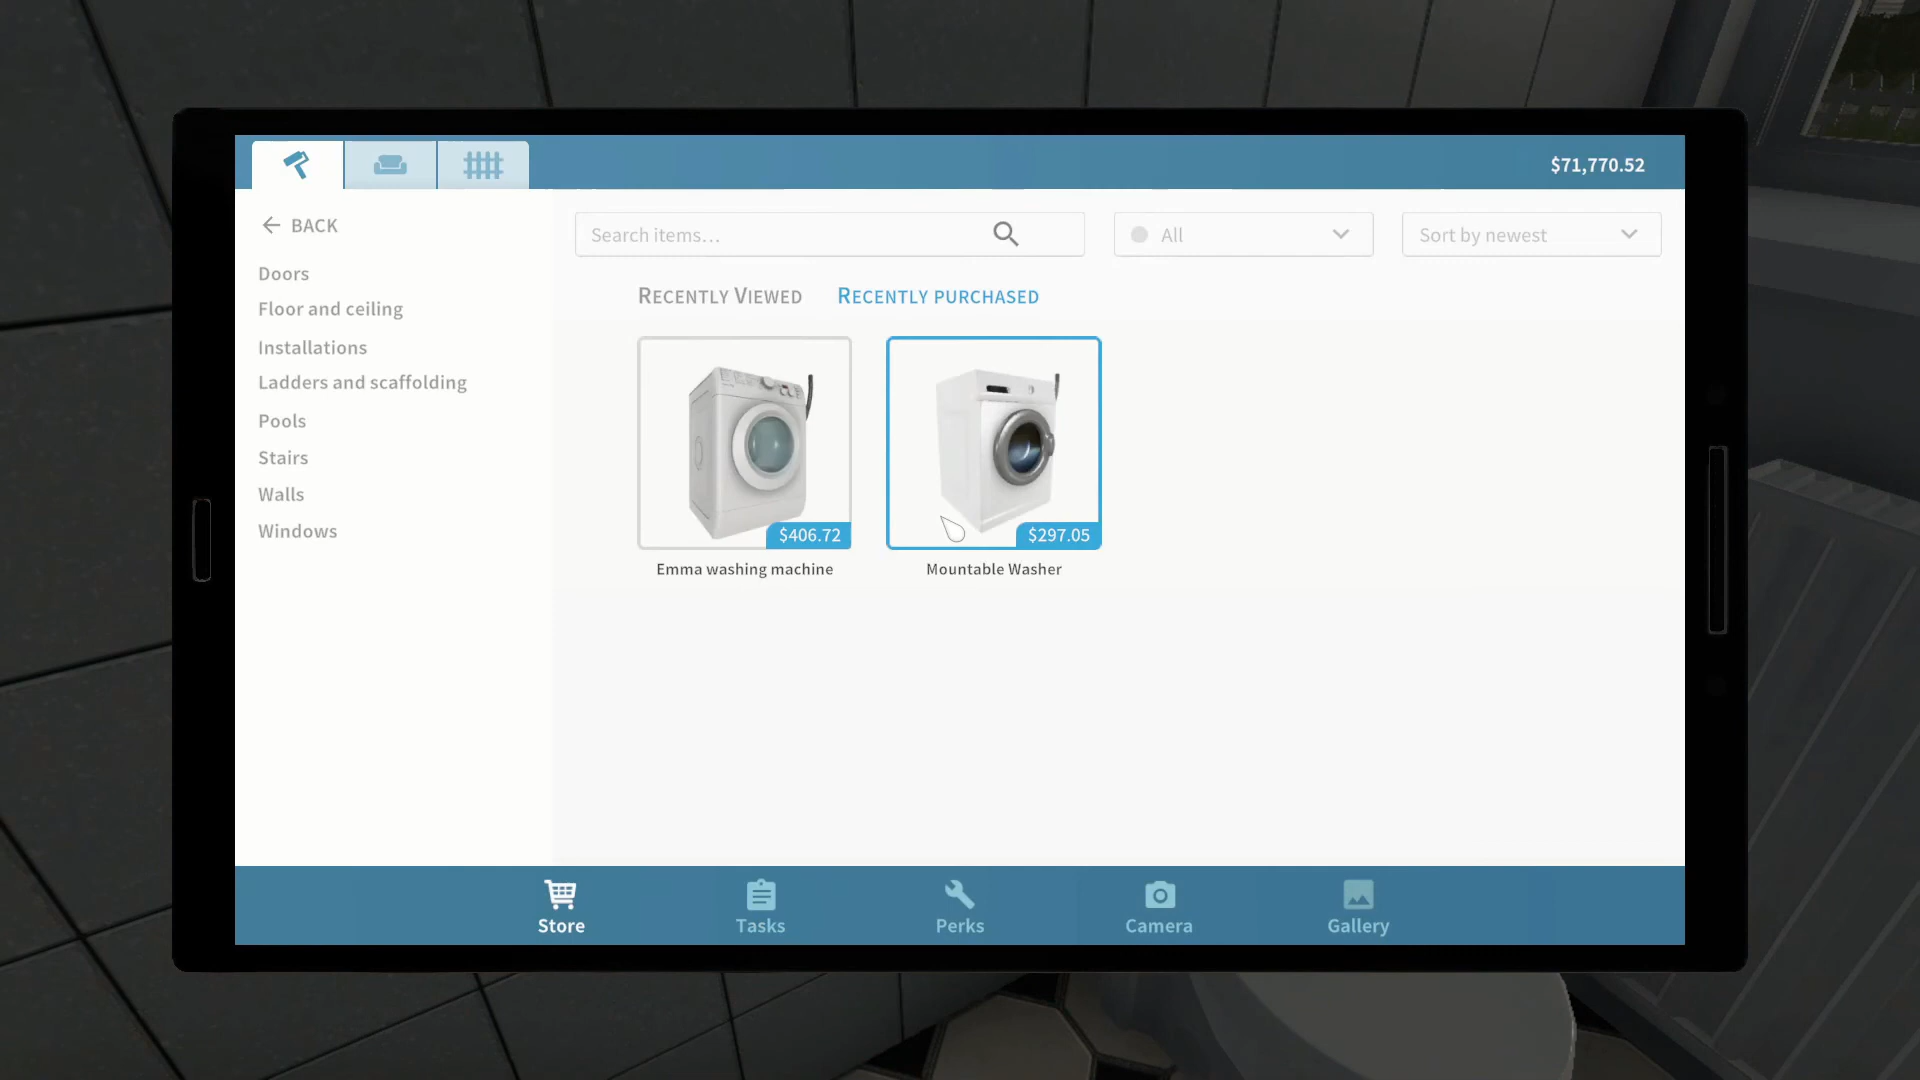 $71,770.52
BACK
Doors
Floor and ceiling
Installations
Ladders and scaffolding
Pools
Stairs
Walls
Windows
Search items...
All
Sort by newest
RECENTLY VIEWED
RECENTLY PURCHASED
$406.72
$297.05
Emma washing machine
Mountable Washer
Store
Tasks
Perks
Camera
Gallery